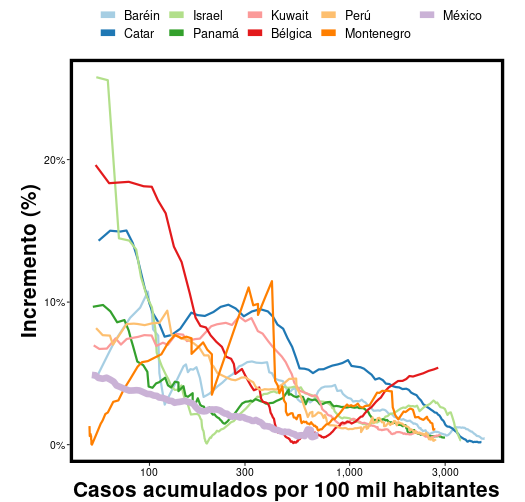 Baréin Israel Kuwait Perú México
Catar Panamá Bélgica Montenegro
Incremento (%)
20%
10%
0%
100 300 1,000 3,000
Casos acumulados por 100 mil habitantes